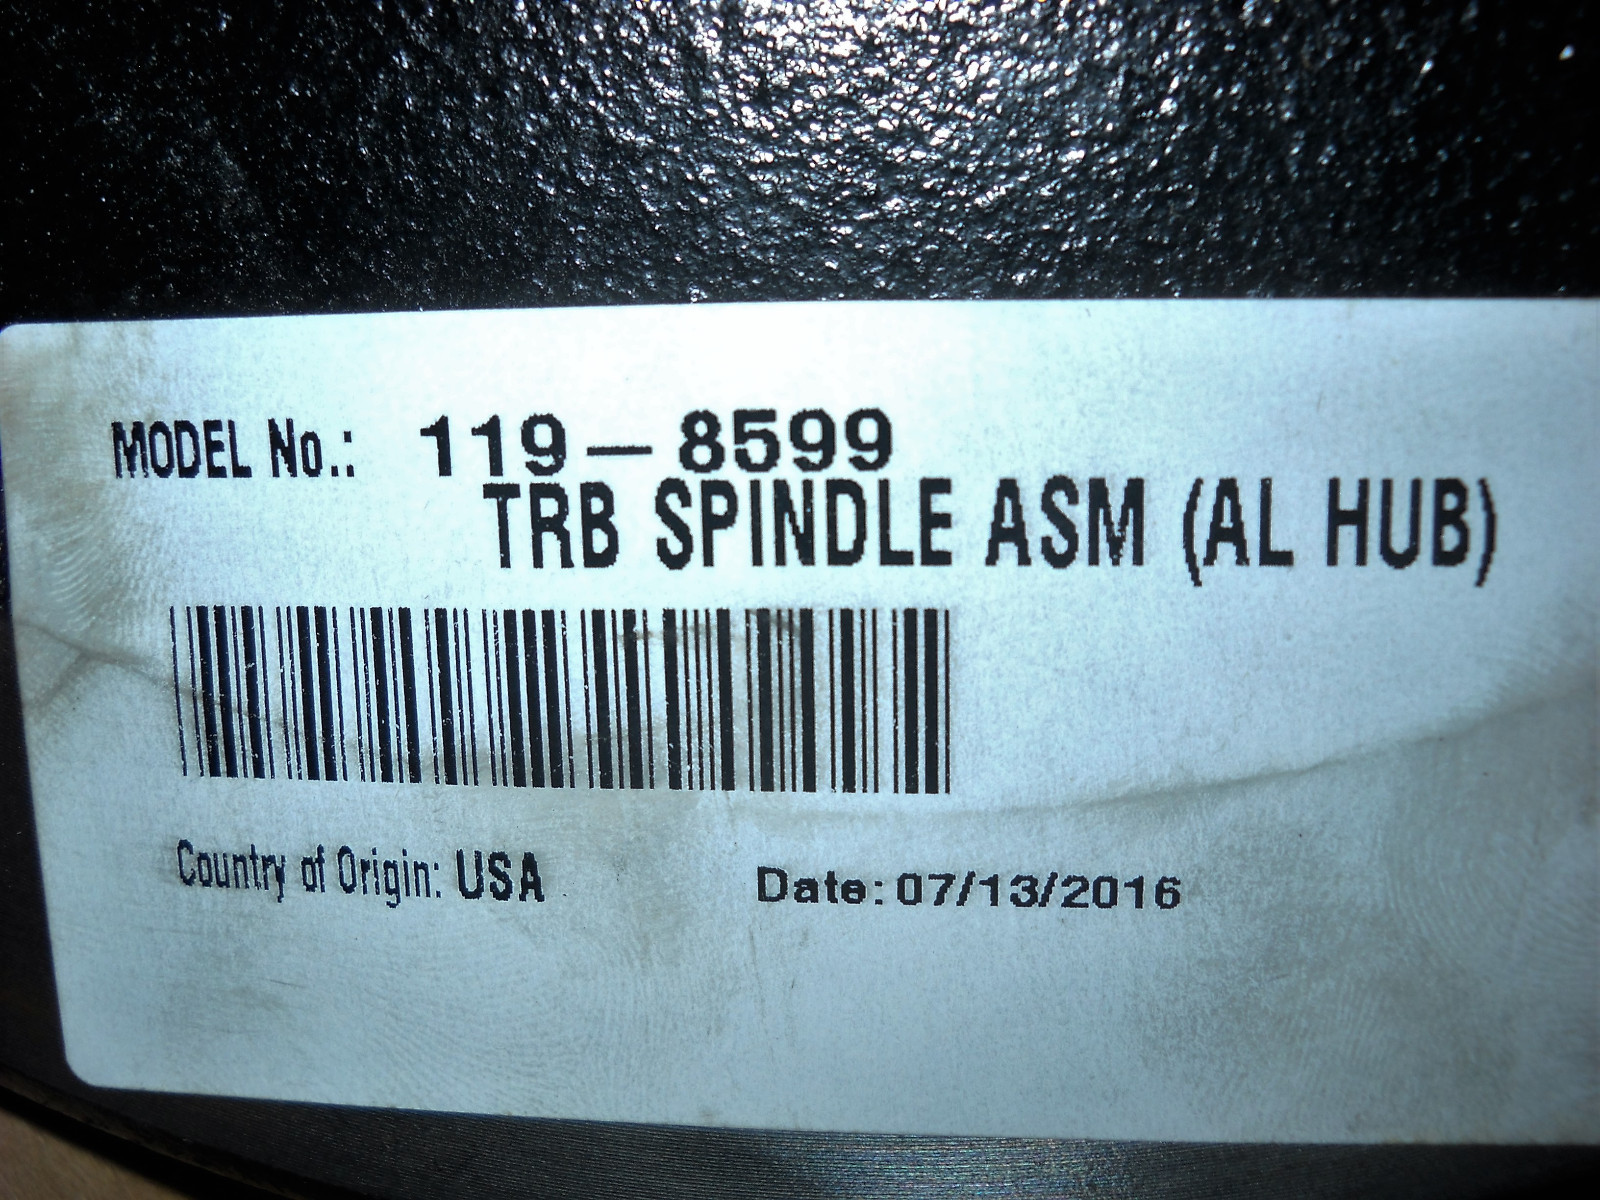 MODEL No.: 119-8599
TRB SPINDLE ASM (AL HUB)
Country of Origin: USA
Date: 07/13/2016